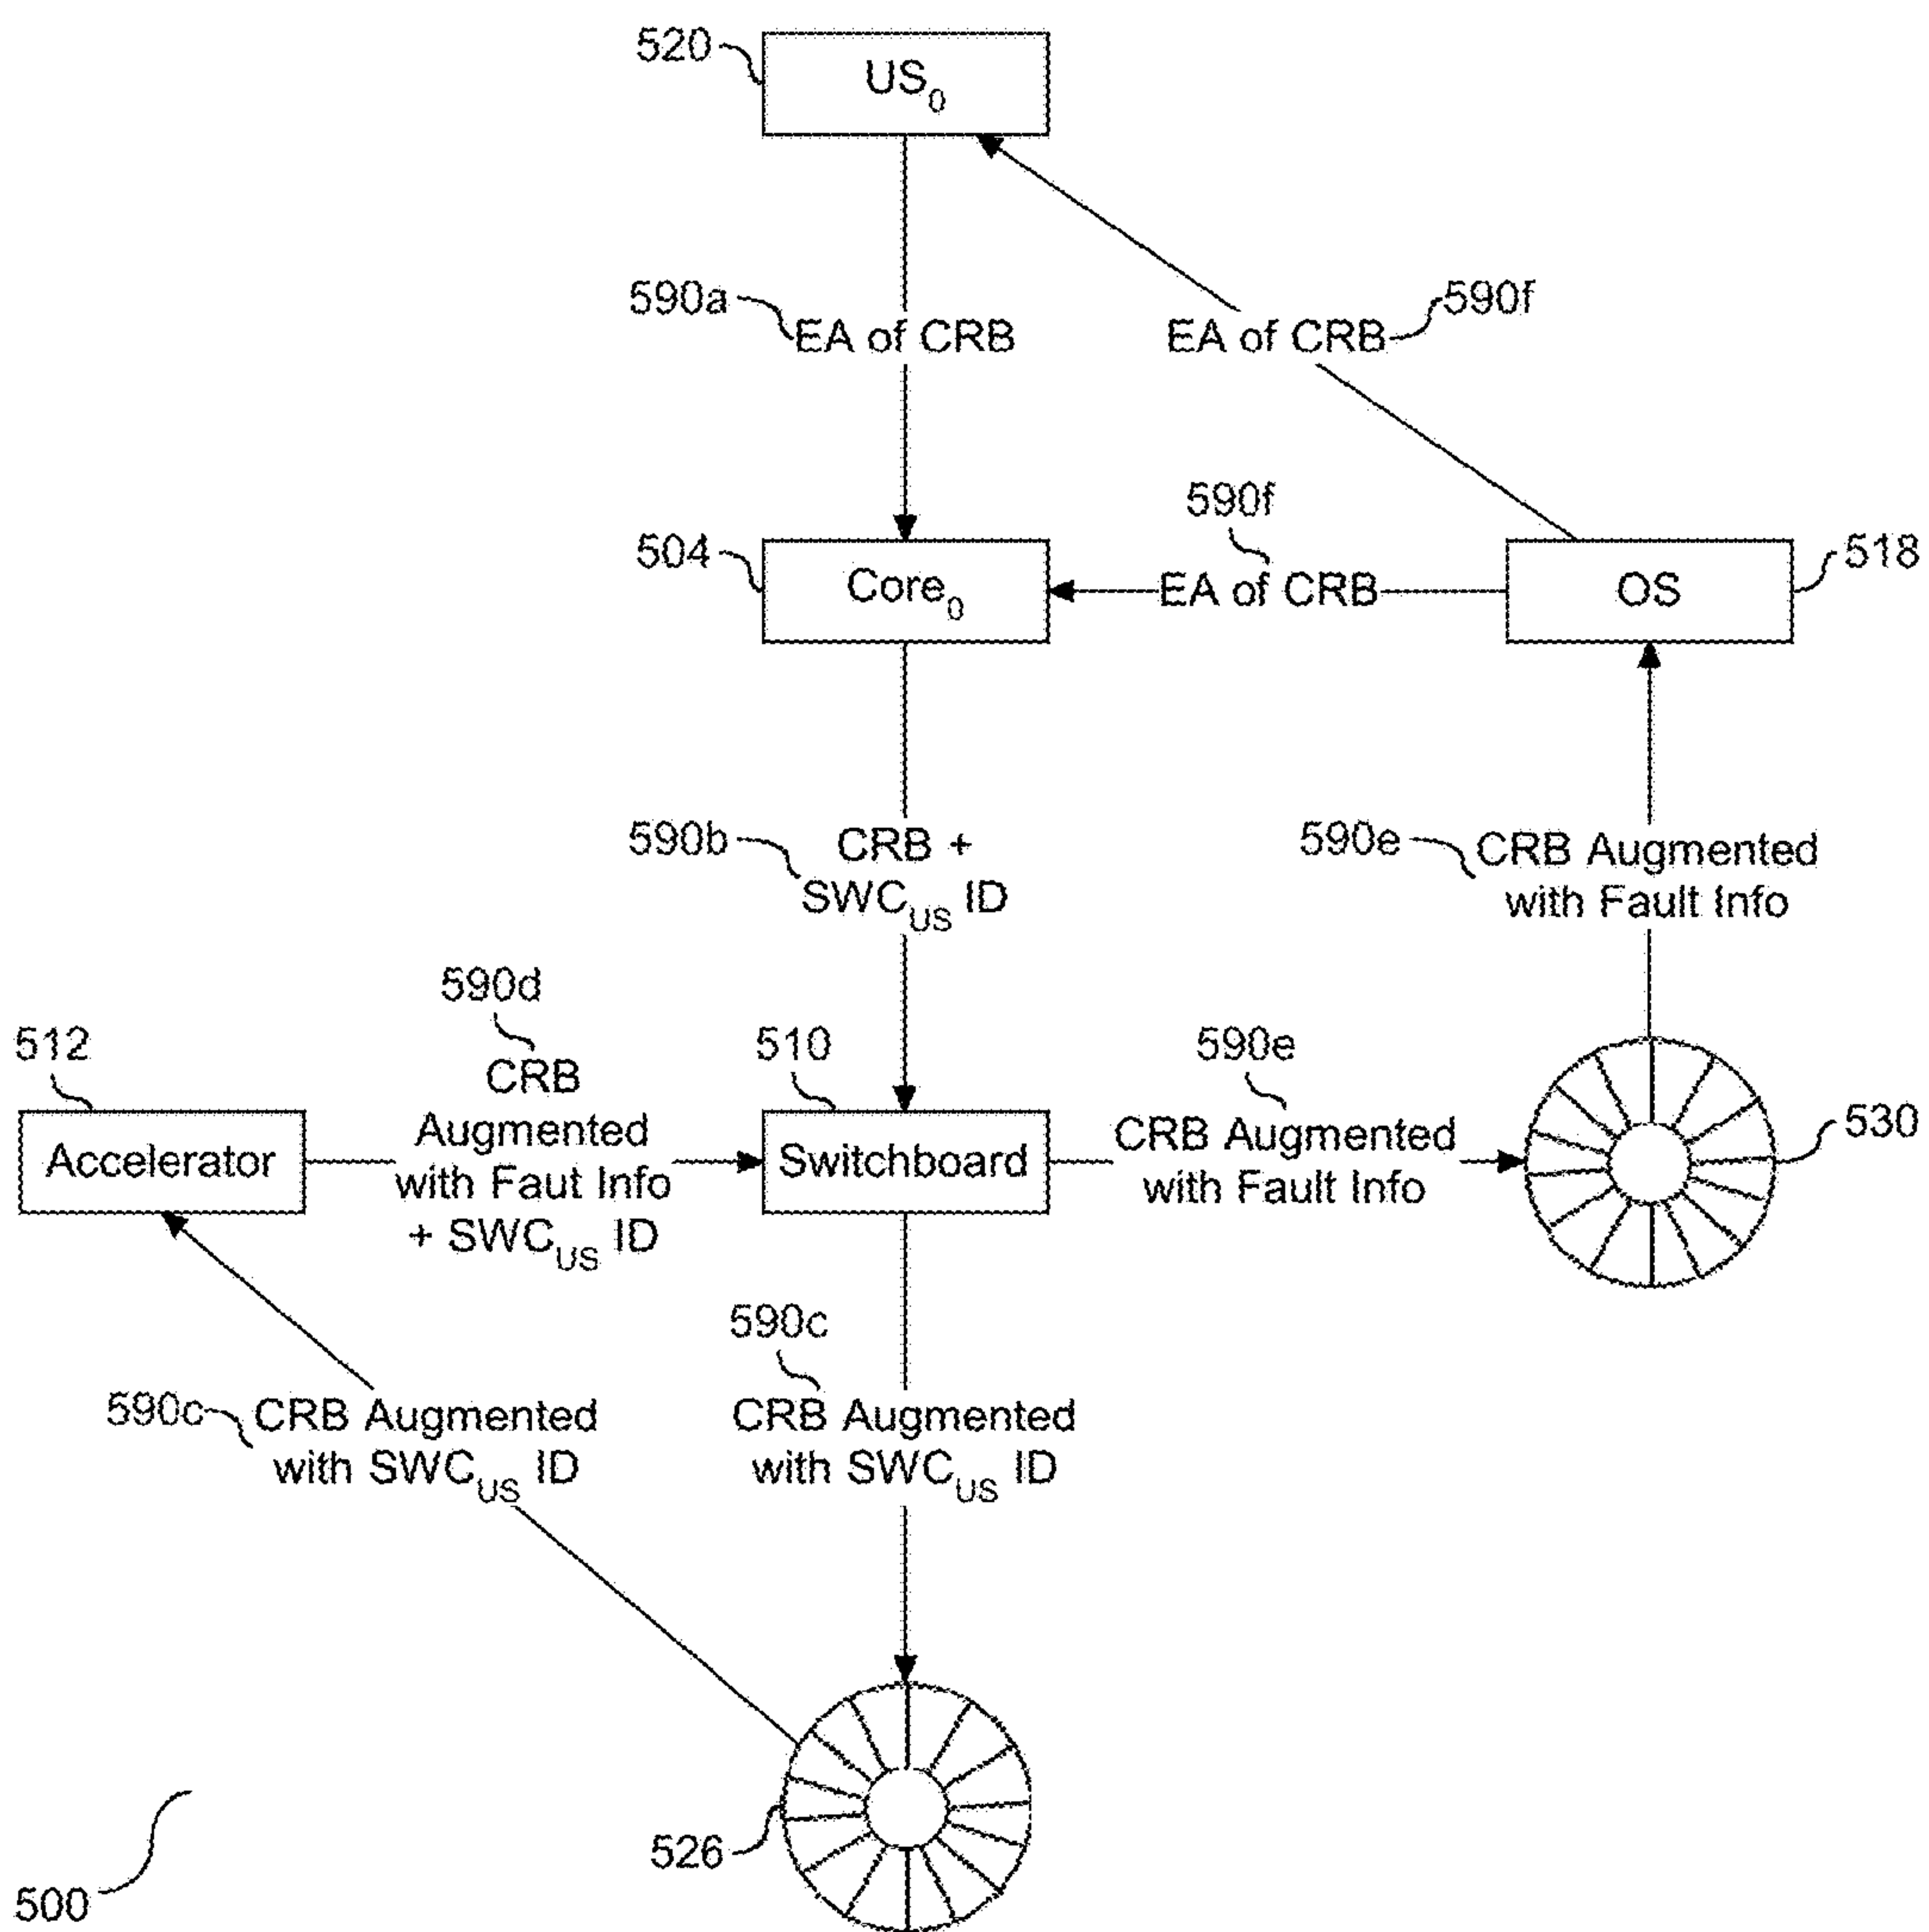 520
US0
590a
EA of CRB
EA of CRB
590f
590f
504
Core0
EA of CRB
OS
518
590b
CRB +
SWCUS ID
590e
CRB Augmented
with Fault Info
590d
512
CRB
Augmented
with Faut Info
+ SWCUS ID
Accelerator
510
Switchboard
590e
CRB Augmented
with Fault Info
530
590c
CRB Augmented
with SWCUS ID
590c
CRB Augmented
with SWCUS ID
526
500